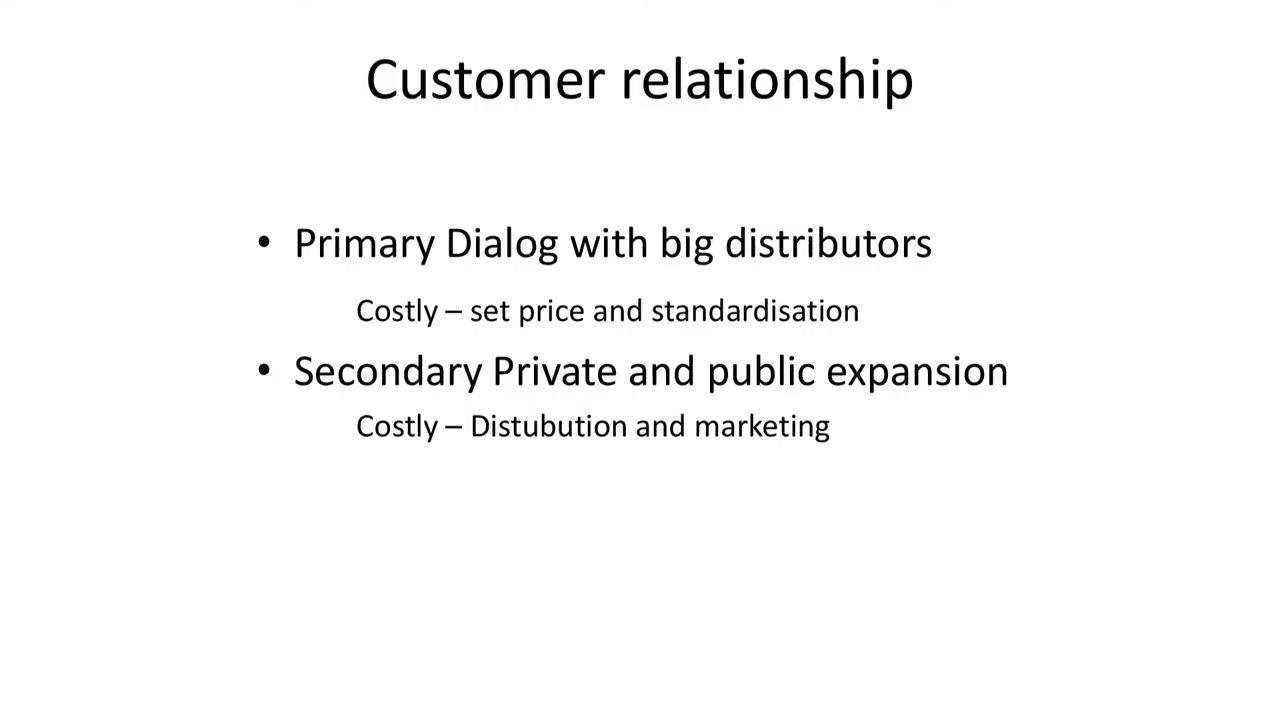 Customer relationship
• Primary Dialog with big distributors
Costly – set price and standardisation
• Secondary Private and public expansion
Costly – Distubution and marketing